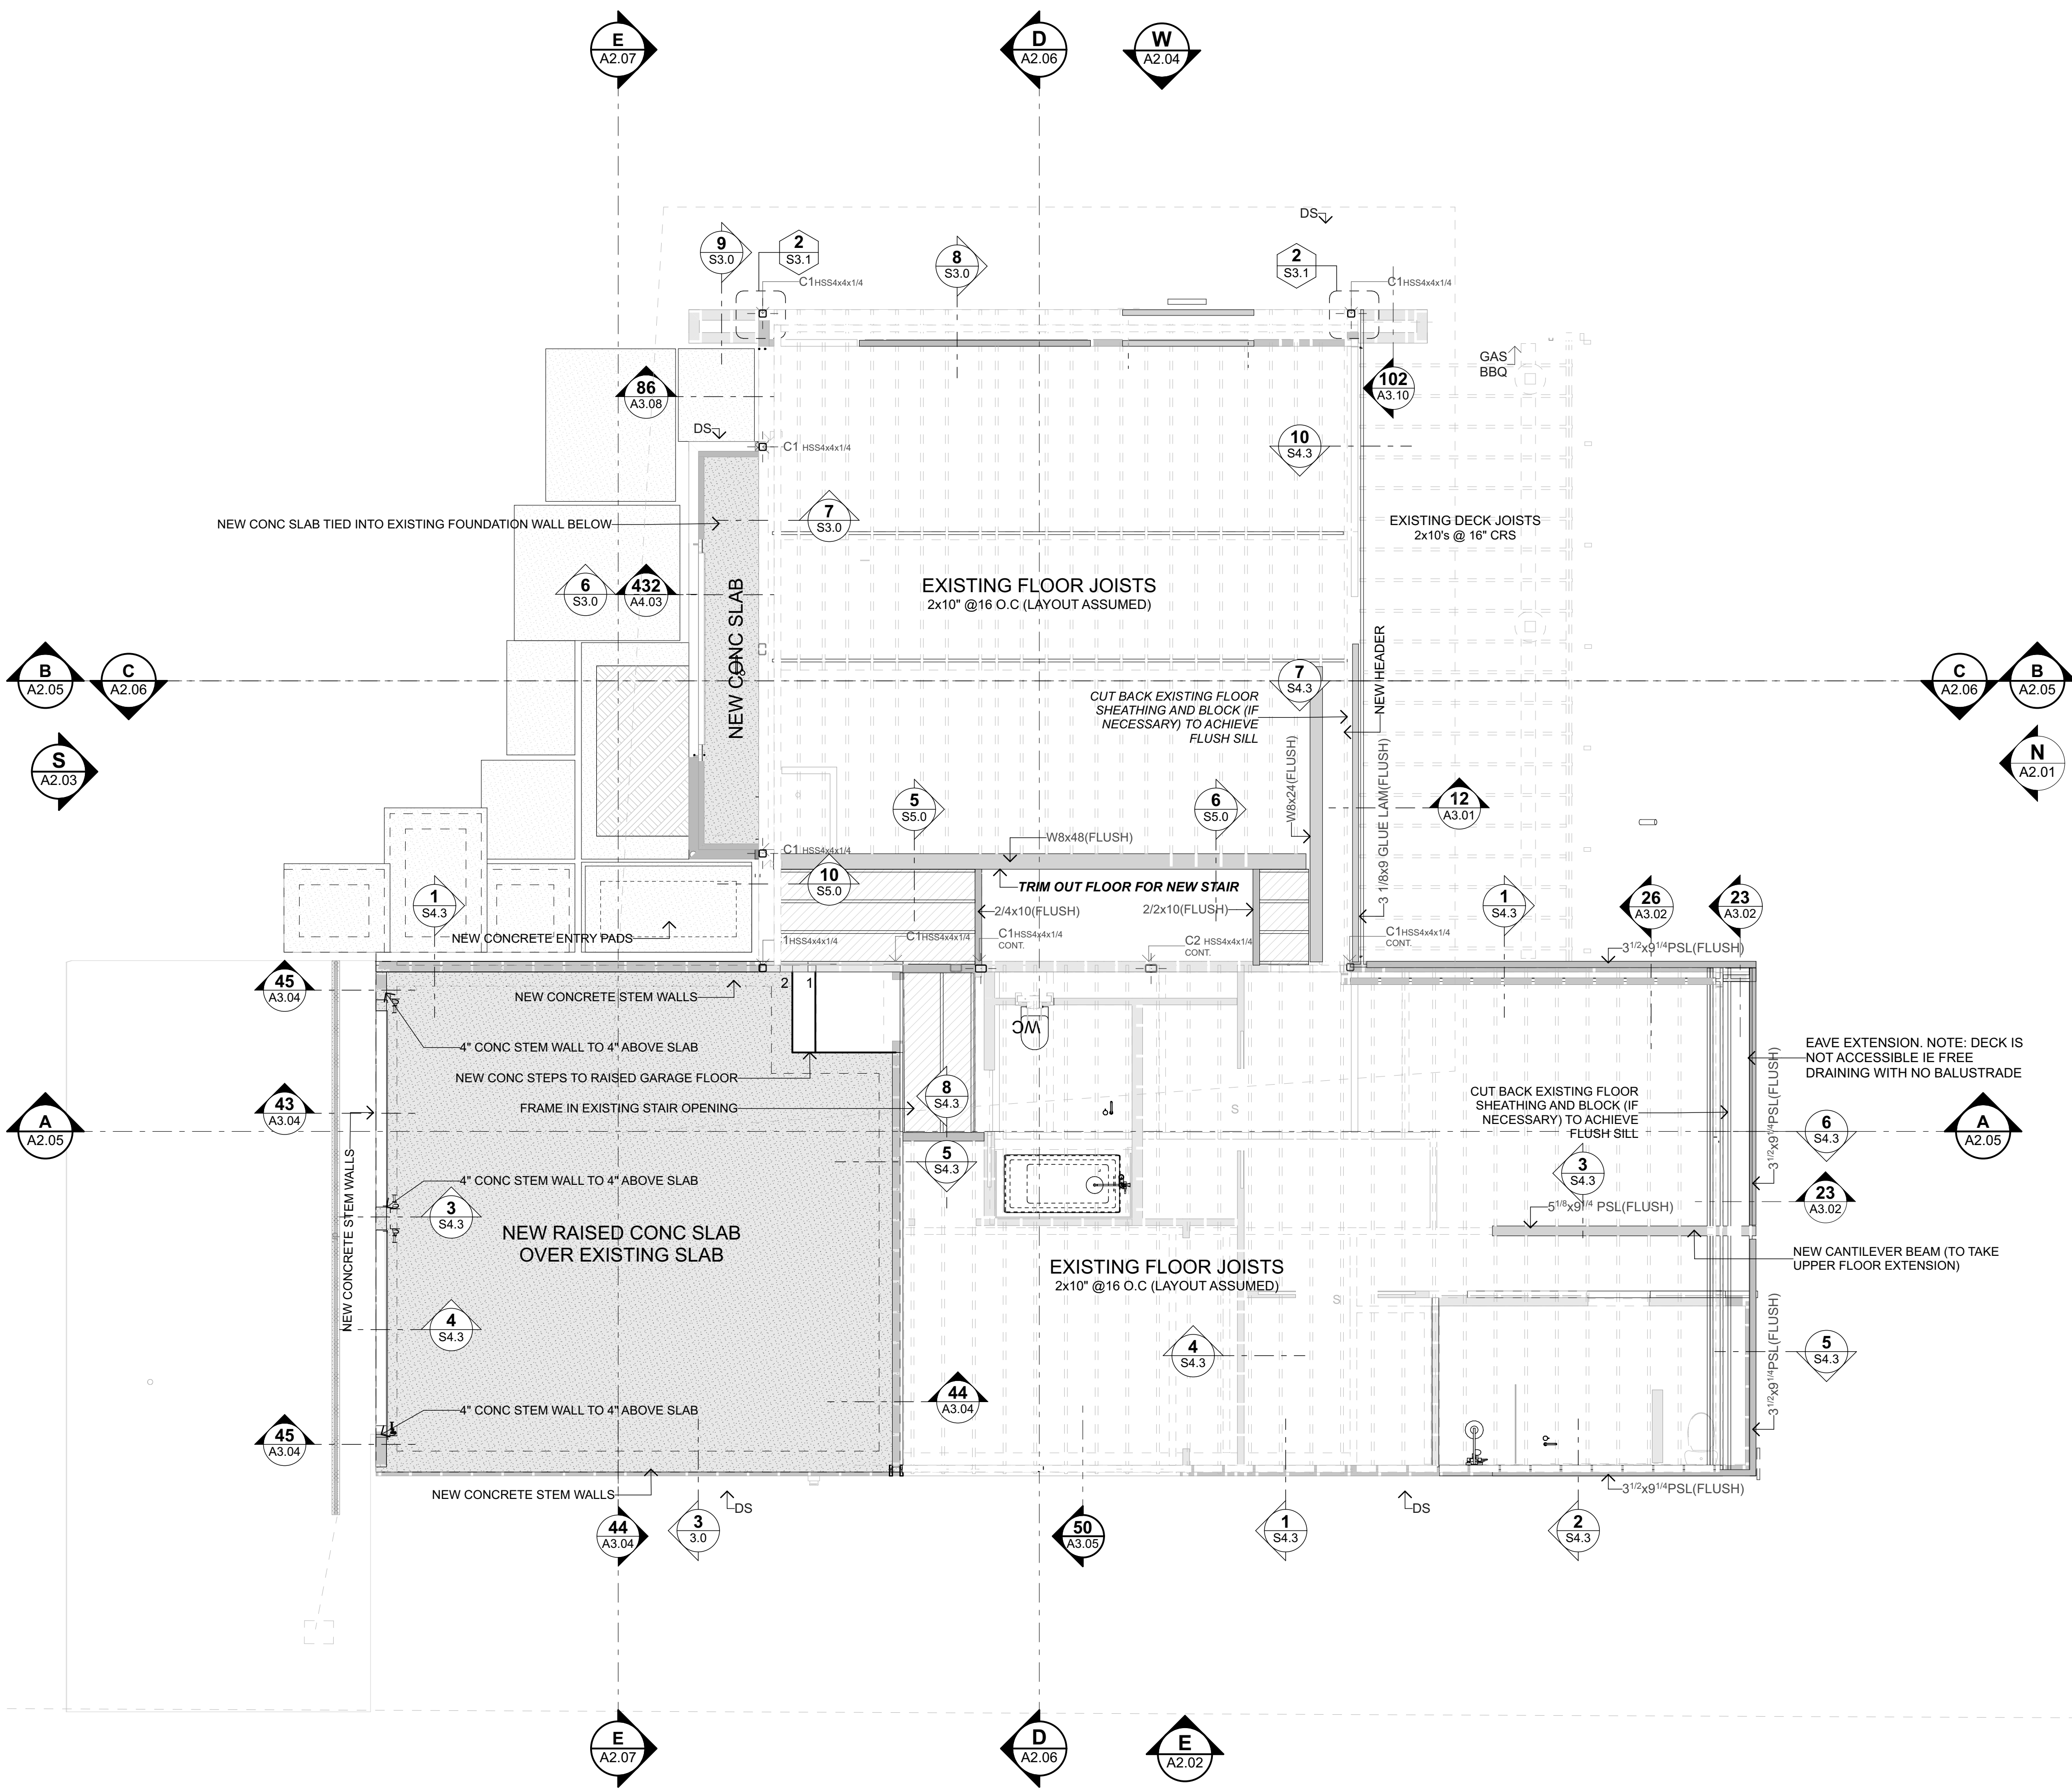 E
A2.07
D
A2.06
W
A2.04
DS
9
S3.0
2
S3.1
8
S3.0
2
S3.1
C1HSS4x4x1/4
C1HSS4x4x1/4
GAS
BBQ
86
A3.08
102
A3.10
DS
C1 HSS4x4x1/4
10
S4.3
NEW CONC SLAB TIED INTO EXISTING FOUNDATION WALL BELOW
7
S3.0
EXISTING DECK JOISTS
2x10's @ 16" CRS
6
S3.0
432
A4.03
NEW CONC SLAB
EXISTING FLOOR JOISTS
2x10" @16 O.C (LAYOUT ASSUMED)
B
A2.05
C
A2.06
7
S4.3
NEW HEADER
C
A2.06
B
A2.05
CUT BACK EXISTING FLOOR
SHEATHING AND BLOCK (IF
NECESSARY) TO ACHIEVE
FLUSH SILL
S
A2.03
N
A2.01
W8x24(FLUSH)
3 1/8x9 GLUE LAM(FLUSH)
5
S5.0
6
S5.0
12
A3.01
W8x48(FLUSH)
C1 HSS4x4x1/4
10
S5.0
TRIM OUT FLOOR FOR NEW STAIR
1
S4.3
2/4x10(FLUSH)
2/2x10(FLUSH)
1
S4.3
26
A3.02
23
A3.02
NEW CONCRETE ENTRY PADS
1HSS4x4x1/4
C1HSS4x4x1/4
C1HSS4x4x1/4
CONT.
C2 HSS4x4x1/4
CONT.
C1HSS4x4x1/4
CONT.
3 1/2x9 1/4PSL(FLUSH)
45
A3.04
2 1
NEW CONCRETE STEM WALLS
WC
4" CONC STEM WALL TO 4" ABOVE SLAB
NEW CONC STEPS TO RAISED GARAGE FLOOR
EAVE EXTENSION. NOTE: DECK IS
NOT ACCESSIBLE IE FREE
DRAINING WITH NO BALUSTRADE
43
A3.04
FRAME IN EXISTING STAIR OPENING
8
S4.3
S
CUT BACK EXISTING FLOOR
SHEATHING AND BLOCK (IF
NECESSARY) TO ACHIEVE
FLUSH SILL
3 1/2x9 1/4PSL(FLUSH)
A
A2.05
6
S4.3
A
A2.05
5
S4.3
4" CONC STEM WALL TO 4" ABOVE SLAB
3
S4.3
3
S4.3
23
A3.02
5 1/8x9 1/4 PSL(FLUSH)
NEW CONCRETE STEM WALLS
NEW RAISED CONC SLAB
OVER EXISTING SLAB
NEW CANTILEVER BEAM (TO TAKE
UPPER FLOOR EXTENSION)
EXISTING FLOOR JOISTS
2x10" @16 O.C (LAYOUT ASSUMED)
S
4
S4.3
4
S4.3
5
S4.3
3 1/2x9 1/4PSL(FLUSH)
44
A3.04
4" CONC STEM WALL TO 4" ABOVE SLAB
45
A3.04
NEW CONCRETE STEM WALLS
3 1/2x9 1/4PSL(FLUSH)
DS
DS
44
A3.04
3
3.0
50
A3.05
1
S4.3
2
S4.3
E
A2.07
D
A2.06
E
A2.02